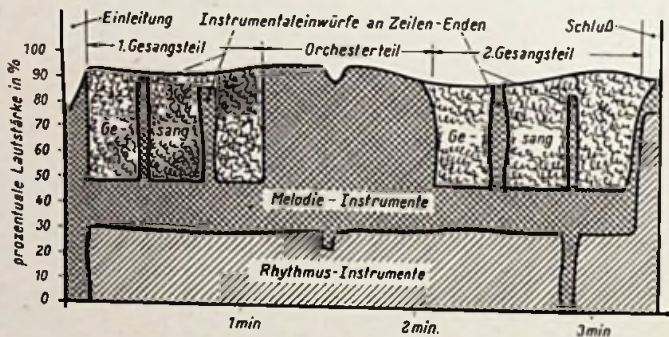 Einleitung
Instrumentaleinwürfe an Zeilen-Enden
Schluß
1.Gesangsteil
Orchesterteil
2.Gesangsteil
prozentuale Lautstärke in %
100
90
80
70
60
50
40
30
20
10
0
Ge-
sang
Ge-
sang
Melodie-Instrumente
Rhythmus-Instrumente
1min
2min.
3min